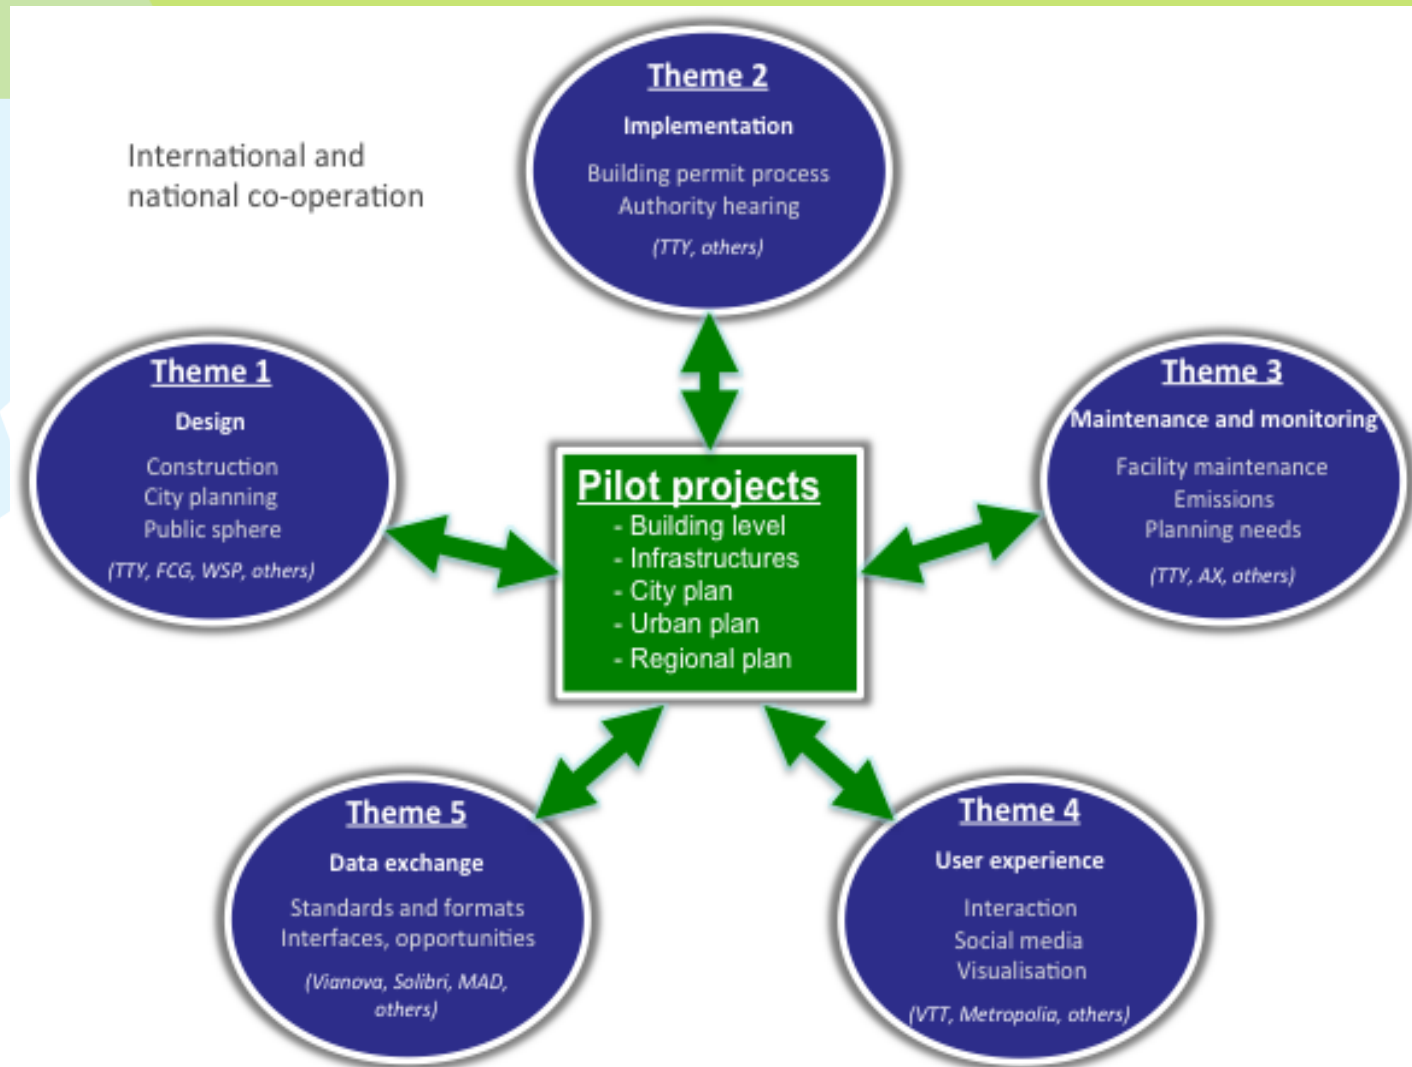 International and
national co-operation
Theme 2
Implementation
Building permit process
Authority hearing
(TTY, others)
Theme 1
Design
Construction
City planning
Public sphere
(TTY, FCG, WSP, others)
Pilot projects
- Building level
- Infrastructures
- City plan
- Urban plan
- Regional plan
Theme 3
Maintenance and monitoring
Facility maintenance
Emissions
Planning needs
(TTY, AX, others)
Theme 5
Data exchange
Standards and formats
Interfaces, opportunities
(Vianova, Solibri, MAD,
others)
Theme 4
User experience
Interaction
Social media
Visualisation
(VTT, Metropolia, others)